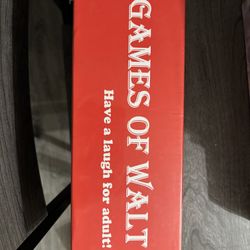 GAMES OF WALT
Have a laugh for adult!